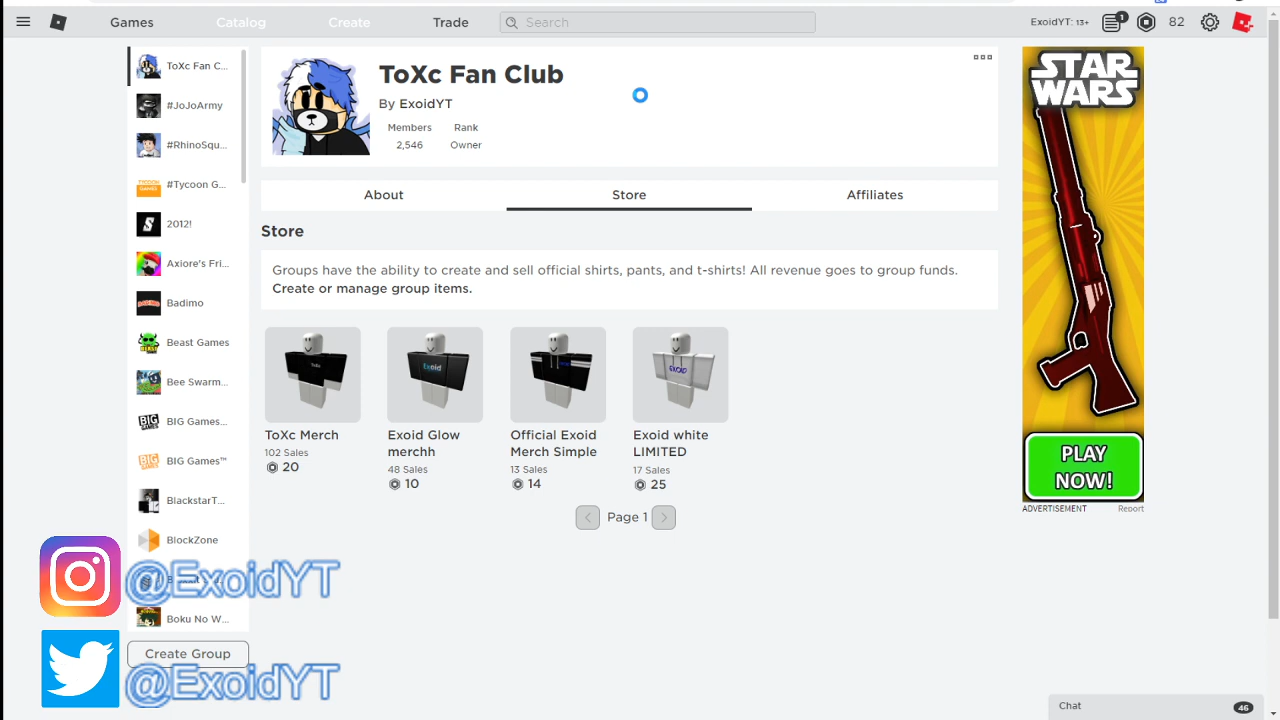 Games
Catalog
Create
Trade
Search
ExoidYT: 13+
1
82
ToXc Fan C...
#JoJoArmy
#RhinoSqu...
#Tycoon G...
2012!
Axiore's Fri...
Badimo
Beast Games
Bee Swarm...
BIG Games...
BIG Games™
BlackstarT...
BlockZone
Boku No W...
Create Group
ToXc Fan Club
By ExoidYT
Members
Rank
2,546
Owner
About
Store
Affiliates
Store
Groups have the ability to create and sell official shirts, pants, and t-shirts! All revenue goes to group funds.
Create or manage group items.
ToXc Merch
102 Sales
20
Exoid Glow
merchh
48 Sales
10
Official Exoid
Merch Simple
13 Sales
14
Exoid white
LIMITED
17 Sales
25
Page 1
STAR
WARS
PLAY
NOW!
ADVERTISEMENT
Report
@ExoidYT
@ExoidYT
Chat
46